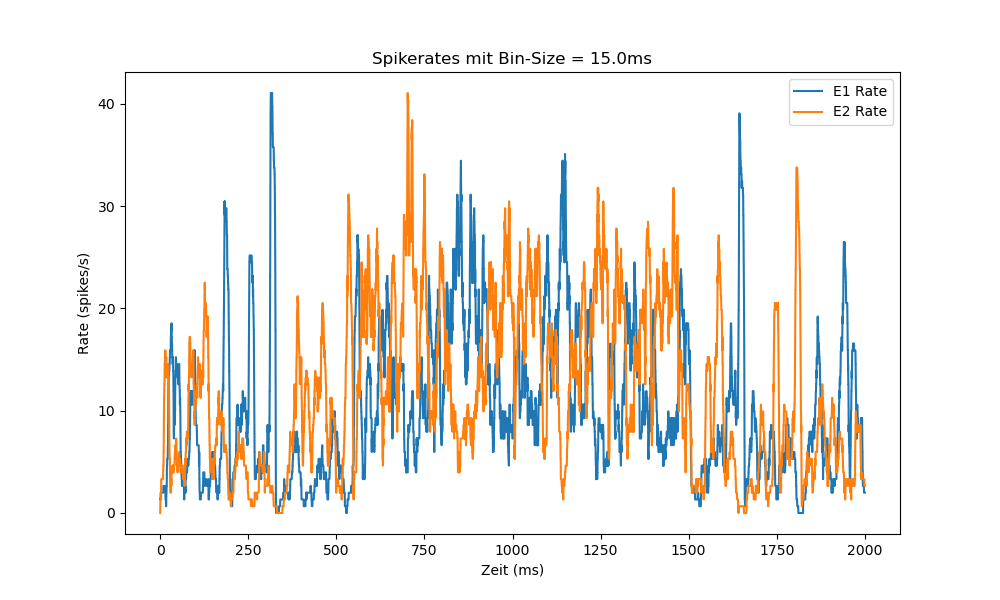 Spikerates mit Bin-Size = 15.0ms
E1 Rate
E2 Rate
40
30
20
10
0
Rate (spikes/s)
0 250 500 750 1000 1250 1500 1750 2000
Zeit (ms)